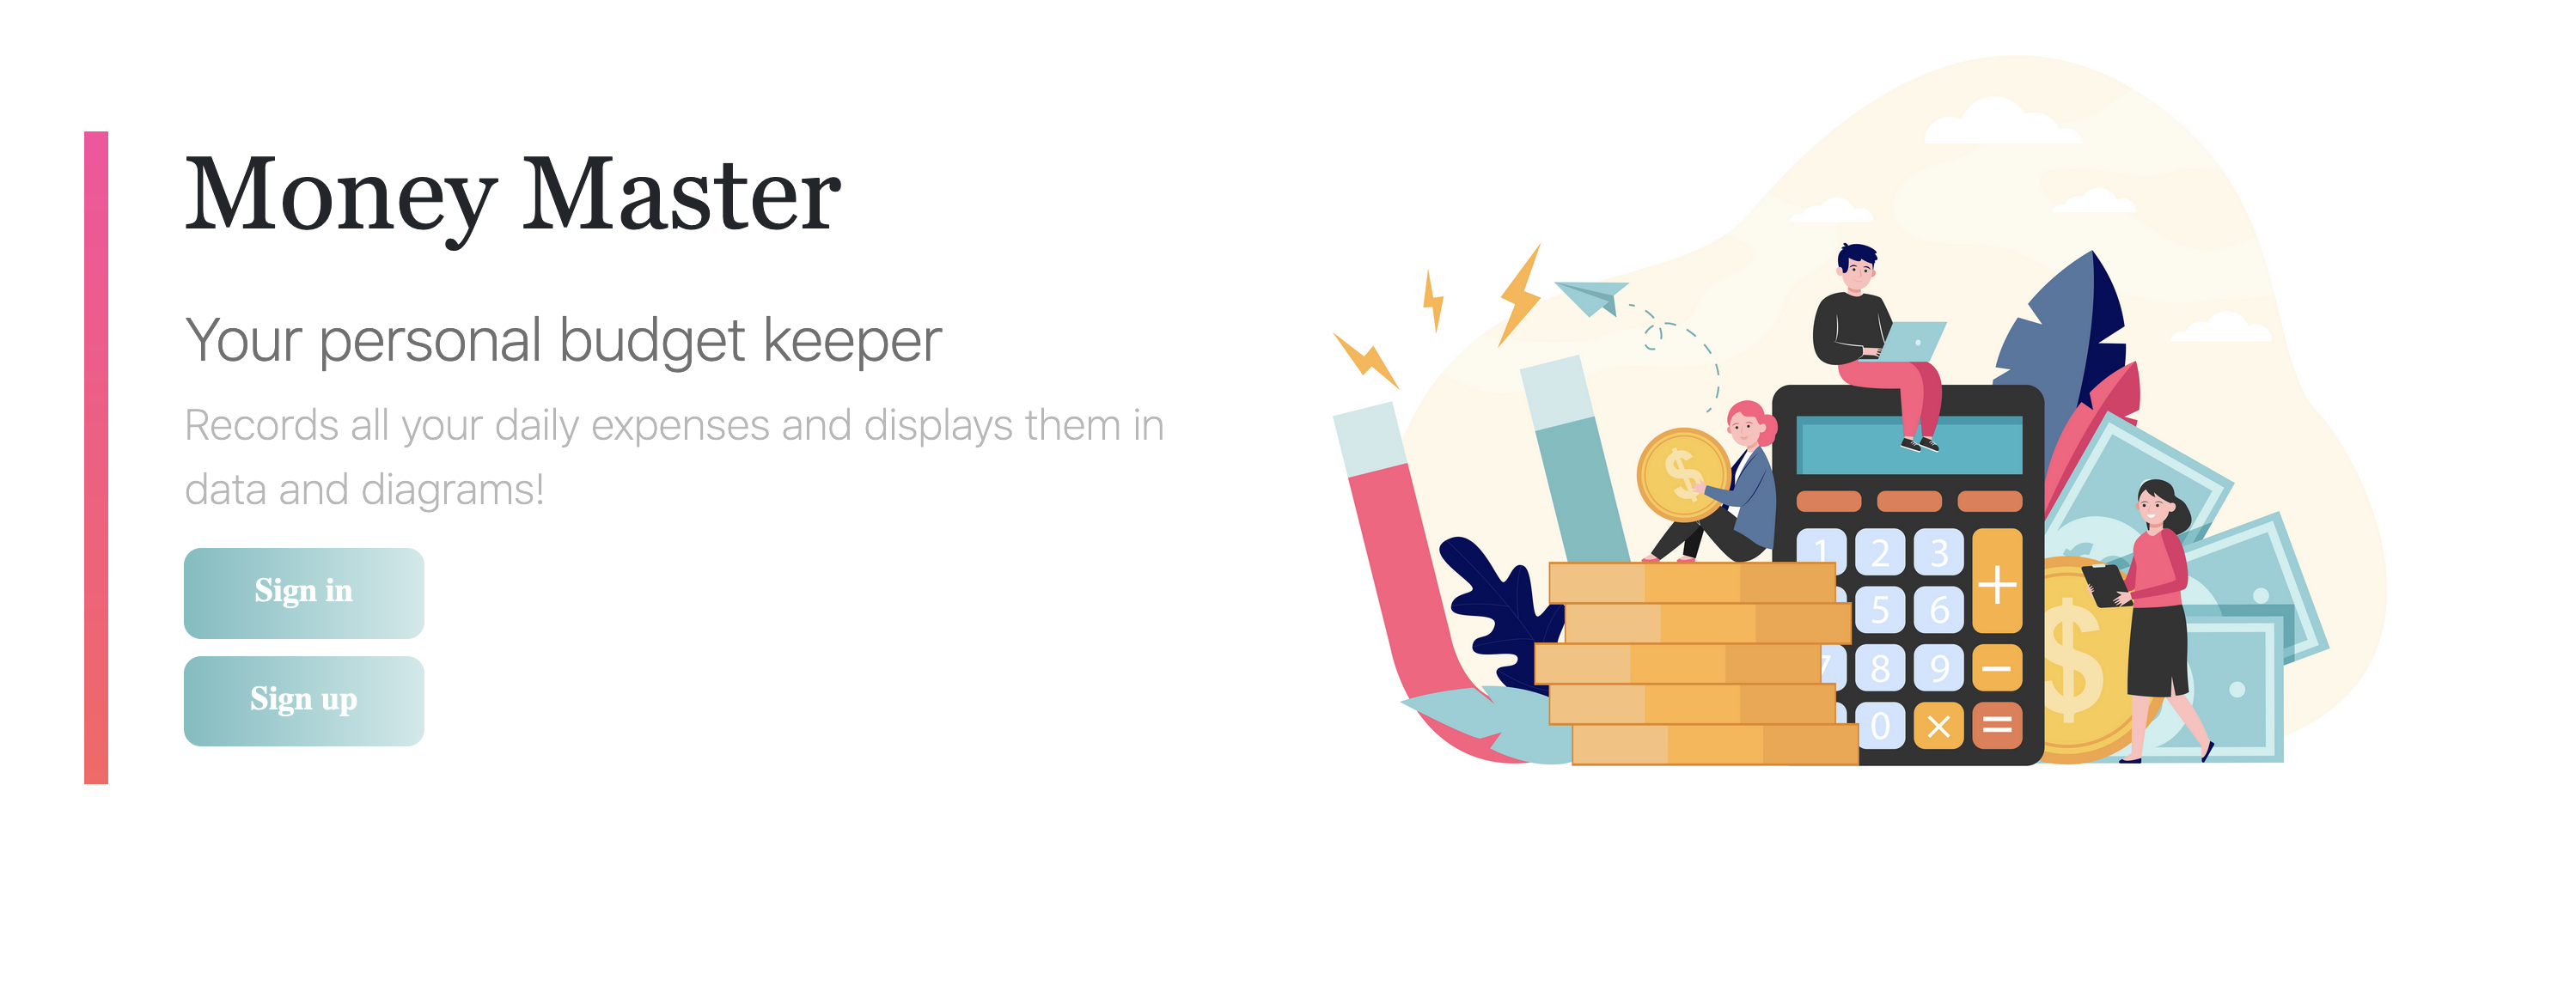 Money Master
Your personal budget keeper
Records all your daily expenses and displays them in
data and diagrams!
Sign in
Sign up
$
1 2 3 +
5 6
7 8 9 −
0 × =
$